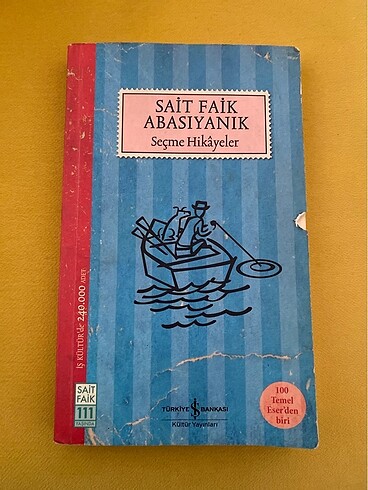 SAİT FAİK
ABASIYANIK
Seçme Hikâyeler
İŞ KÜLTÜR'de 240.000 ADET
SAİT
FAİK
111
YAŞINDA
TÜRKİYE İŞ BANKASI
Kültür Yayınları
100
Temel
Eser'den
biri